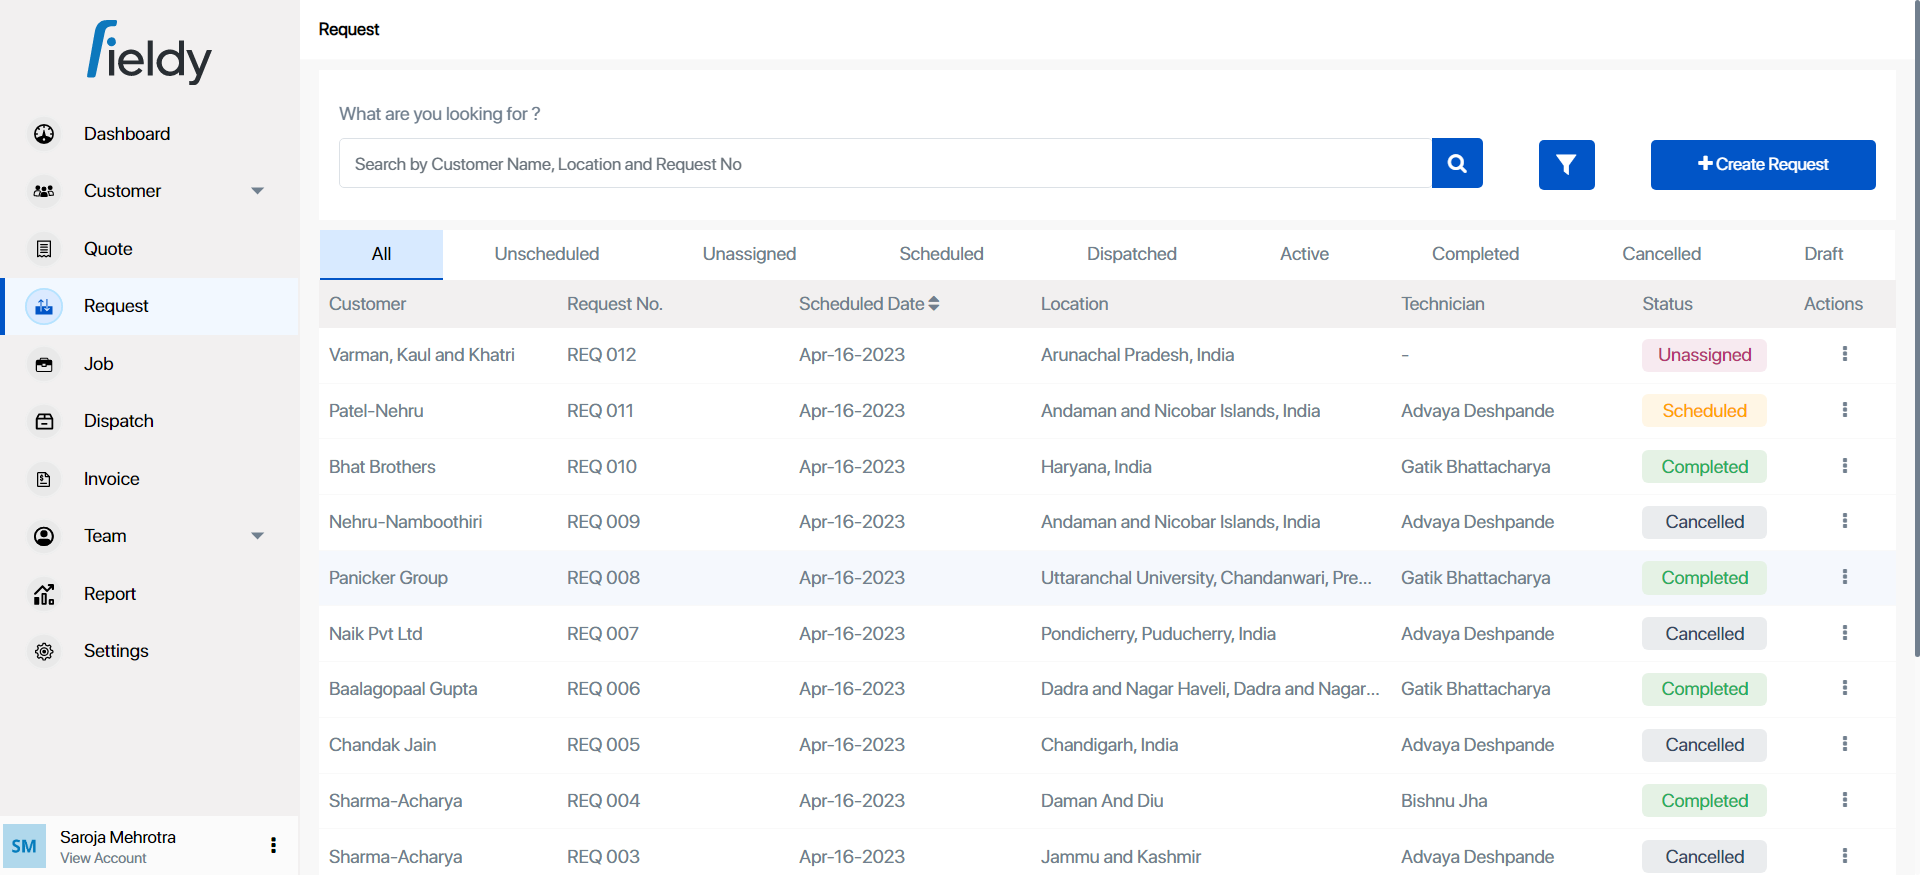 fieldy
Dashboard
Customer
Quote
Request
Job
Dispatch
Invoice
Team
Report
Settings
SM
Saroja Mehrotra
View Account
Request
What are you looking for ?
Search by Customer Name, Location and Request No
Create Request
All Unscheduled Unassigned Scheduled Dispatched Active Completed Cancelled Draft
Customer Request No. Scheduled Date Location Technician Status Actions
Varman, Kaul and Khatri REQ 012 Apr-16-2023 Arunachal Pradesh, India - Unassigned
Patel-Nehru REQ 011 Apr-16-2023 Andaman and Nicobar Islands, India Advaya Deshpande Scheduled
Bhat Brothers REQ 010 Apr-16-2023 Haryana, India Gatik Bhattacharya Completed
Nehru-Namboothiri REQ 009 Apr-16-2023 Andaman and Nicobar Islands, India Advaya Deshpande Cancelled
Panicker Group REQ 008 Apr-16-2023 Uttaranchal University, Chandanwari, Pre... Gatik Bhattacharya Completed
Naik Pvt Ltd REQ 007 Apr-16-2023 Pondicherry, Puducherry, India Advaya Deshpande Cancelled
Baalagopaal Gupta REQ 006 Apr-16-2023 Dadra and Nagar Haveli, Dadra and Nagar... Gatik Bhattacharya Completed
Chandak Jain REQ 005 Apr-16-2023 Chandigarh, India Advaya Deshpande Cancelled
Sharma-Acharya REQ 004 Apr-16-2023 Daman And Diu Bishnu Jha Completed
Sharma-Acharya REQ 003 Apr-16-2023 Jammu and Kashmir Advaya Deshpande Cancelled